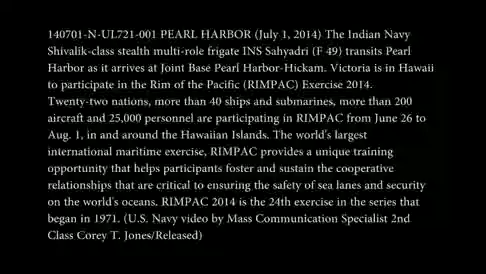 140701-N-UL721-001 PEARL HARBOR (July 1, 2014) The Indian Navy
Shivalik-class stealth multi-role frigate INS Sahyadri (F 49) transits Pearl
Harbor as it arrives at Joint Base Pearl Harbor-Hickam. Victoria is in Hawaii
to participate in the Rim of the Pacific (RIMPAC) Exercise 2014.
Twenty-two nations, more than 40 ships and submarines, more than 200
aircraft and 25,000 personnel are participating in RIMPAC from June 26 to
Aug. 1, in and around the Hawaiian Islands. The world's largest
international maritime exercise, RIMPAC provides a unique training
opportunity that helps participants foster and sustain the cooperative
relationships that are critical to ensuring the safety of sea lanes and security
on the world's oceans. RIMPAC 2014 is the 24th exercise in the series that
began in 1971. (U.S. Navy video by Mass Communication Specialist 2nd
Class Corey T. Jones/Released)